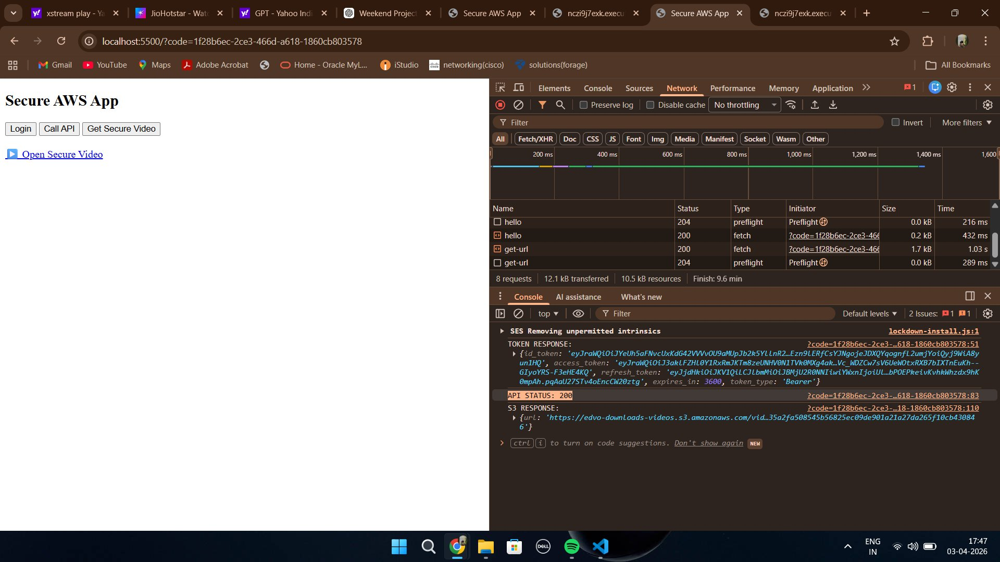 xstream play - Ya
JioHotstar - Watc
GPT - Yahoo Indi
Weekend Project
Secure AWS App
nczi9j7exk.execu
Secure AWS App
nczi9j7exk.execu
localhost:5500/?code=1f28b6ec-2ce3-466d-a618-1860cb803578
Gmail
YouTube
Maps
Adobe Acrobat
Home - Oracle MyL...
iStudio
networking(cisco)
solutions(forage)
All Bookmarks
Secure AWS App
Login Call API Get Secure Video
Open Secure Video
Elements Console Sources Network Performance Memory Application 1
Preserve log Disable cache No throttling
Filter Invert More filters
All Fetch/XHR Doc CSS JS Font Img Media Manifest Socket Wasm Other
200 ms 400 ms 600 ms 800 ms 1,000 ms 1,200 ms 1,400 ms 1,600
Name Status Type Initiator Size Time
hello 204 preflight Preflight 0.0 kB 216 ms
hello 200 fetch ?code=1f28b6ec-2ce3-466 0.2 kB 432 ms
get-url 200 fetch ?code=1f28b6ec-2ce3-466 1.7 kB 1.03 s
get-url 204 preflight Preflight 0.0 kB 289 ms
8 requests 12.1 kB transferred 10.5 kB resources Finish: 9.6 min
Console AI assistance What's new
top Filter Default levels 2 Issues: 1 1
SES Removing unpermitted intrinsics lockdown-install.js:1
TOKEN RESPONSE: ?code=1f28b6ec-2ce3-…618-1860cb803578:51
{id_token: 'eyJraWQiOiJYeUh5aFNvcUxKdG42VVVvOU9aMUpJb2k5YllnR2…Ezn9lERfCsYJNgojeJDXQYqognfL2umjYoiQyj9WiA8y
un1HQ', access_token: 'eyJraWQiOiJ3aklFZHl0Y1RxRmJKTm8zeUNHV0N1TVk0MXg4ak…Vc_WDZCw7sV6UeWOtxRXB7bIXTnEuKh--
GIyoYRS-F3eHE4KQ', refresh_token: 'eyJjdHkiOiJKV1QiLCJlbmMiOiJBMjU2R0NNIiwiYWxnIjoiUl…bPOEPkeivKvhkWhzdx9hK
0mpAh.pqAaU27STv4oEncCW20ztg', expires_in: 3600, token_type: 'Bearer'}
API STATUS: 200 ?code=1f28b6ec-2ce3-…618-1860cb803578:83
S3 RESPONSE: ?code=1f28b6ec-2ce3-…18-1860cb803578:110
{url: 'https://edvo-downloads-videos.s3.amazonaws.com/vid…35a2fa508545b56825ec09de901a21a27da265f10cb43084
6'}
ctrl i to turn on code suggestions. Don't show again NEW
DELL
ENG
IN
17:47
03-04-2026